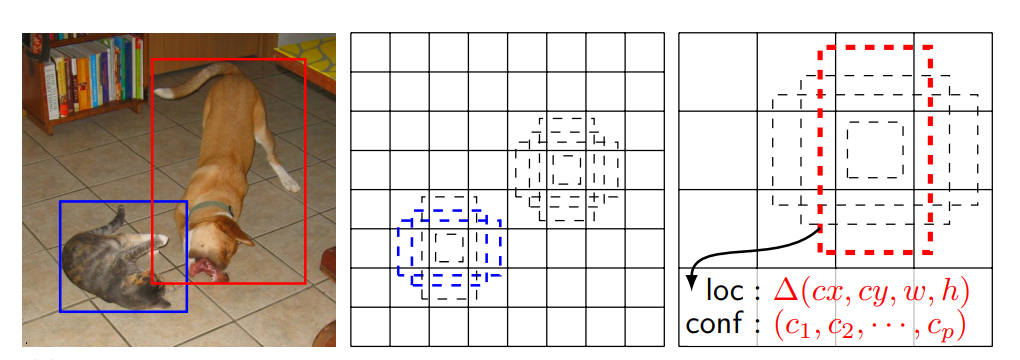 loc : Δ(cx, cy, w, h)
conf : (c₁, c₂, ⋯, cₚ)